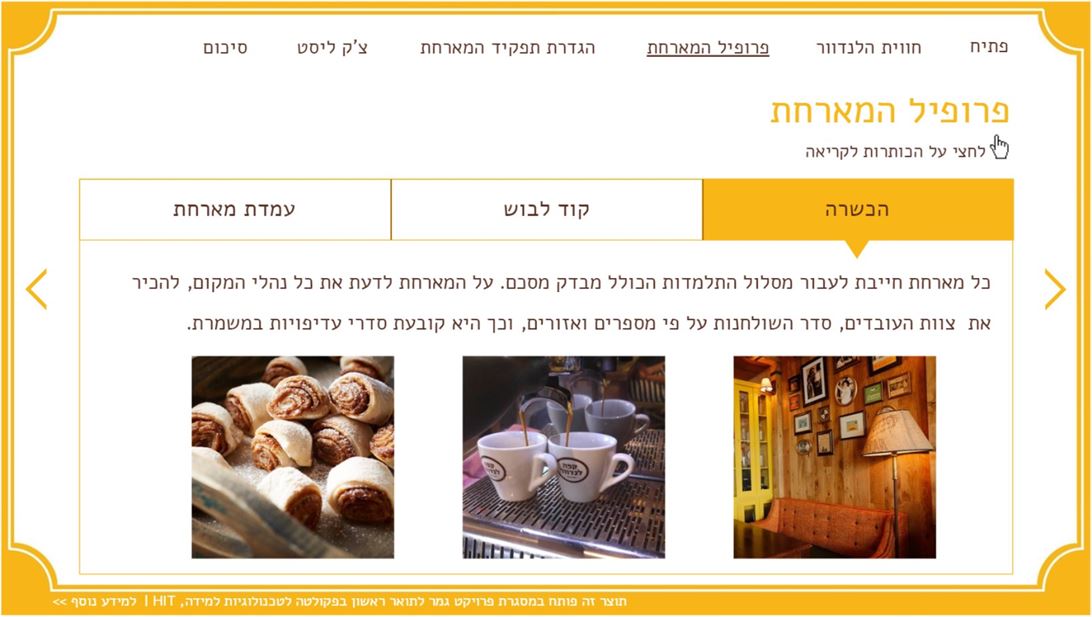 פתיח חווית הלנדוור פרופיל המארחת הגדרת תפקיד המארחת צ'ק ליסט סיכום
פרופיל המארחת
לחצי על הכותרות לקריאה
הכשרה קוד לבוש עמדת מארחת
כל מארחת חייבת לעבור מסלול התלמדות הכולל מבדק מסכם. על המארחת לדעת את כל נהלי המקום, להכיר
את צוות העובדים, סדר השולחנות על פי מספרים ואזורים, וכך היא קובעת סדרי עדיפויות במשמרת.
קפה
לנדוור
קפה
לנדוור
תוצר זה פותח במסגרת פרויקט גמר לתואר ראשון בפקולטה לטכנולוגיות למידה, HIT | למידע נוסף >>